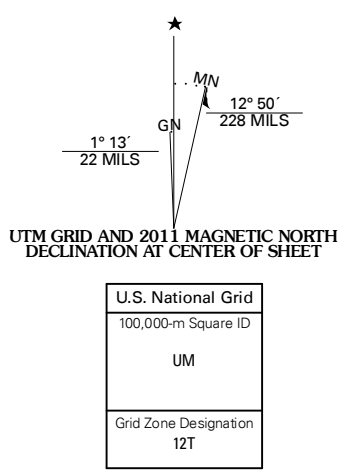 MN
12° 50´
228 MILS
GN
1° 13´
22 MILS
UTM GRID AND 2011 MAGNETIC NORTH
DECLINATION AT CENTER OF SHEET
U.S. National Grid
100,000-m Square ID
UM
Grid Zone Designation
12T